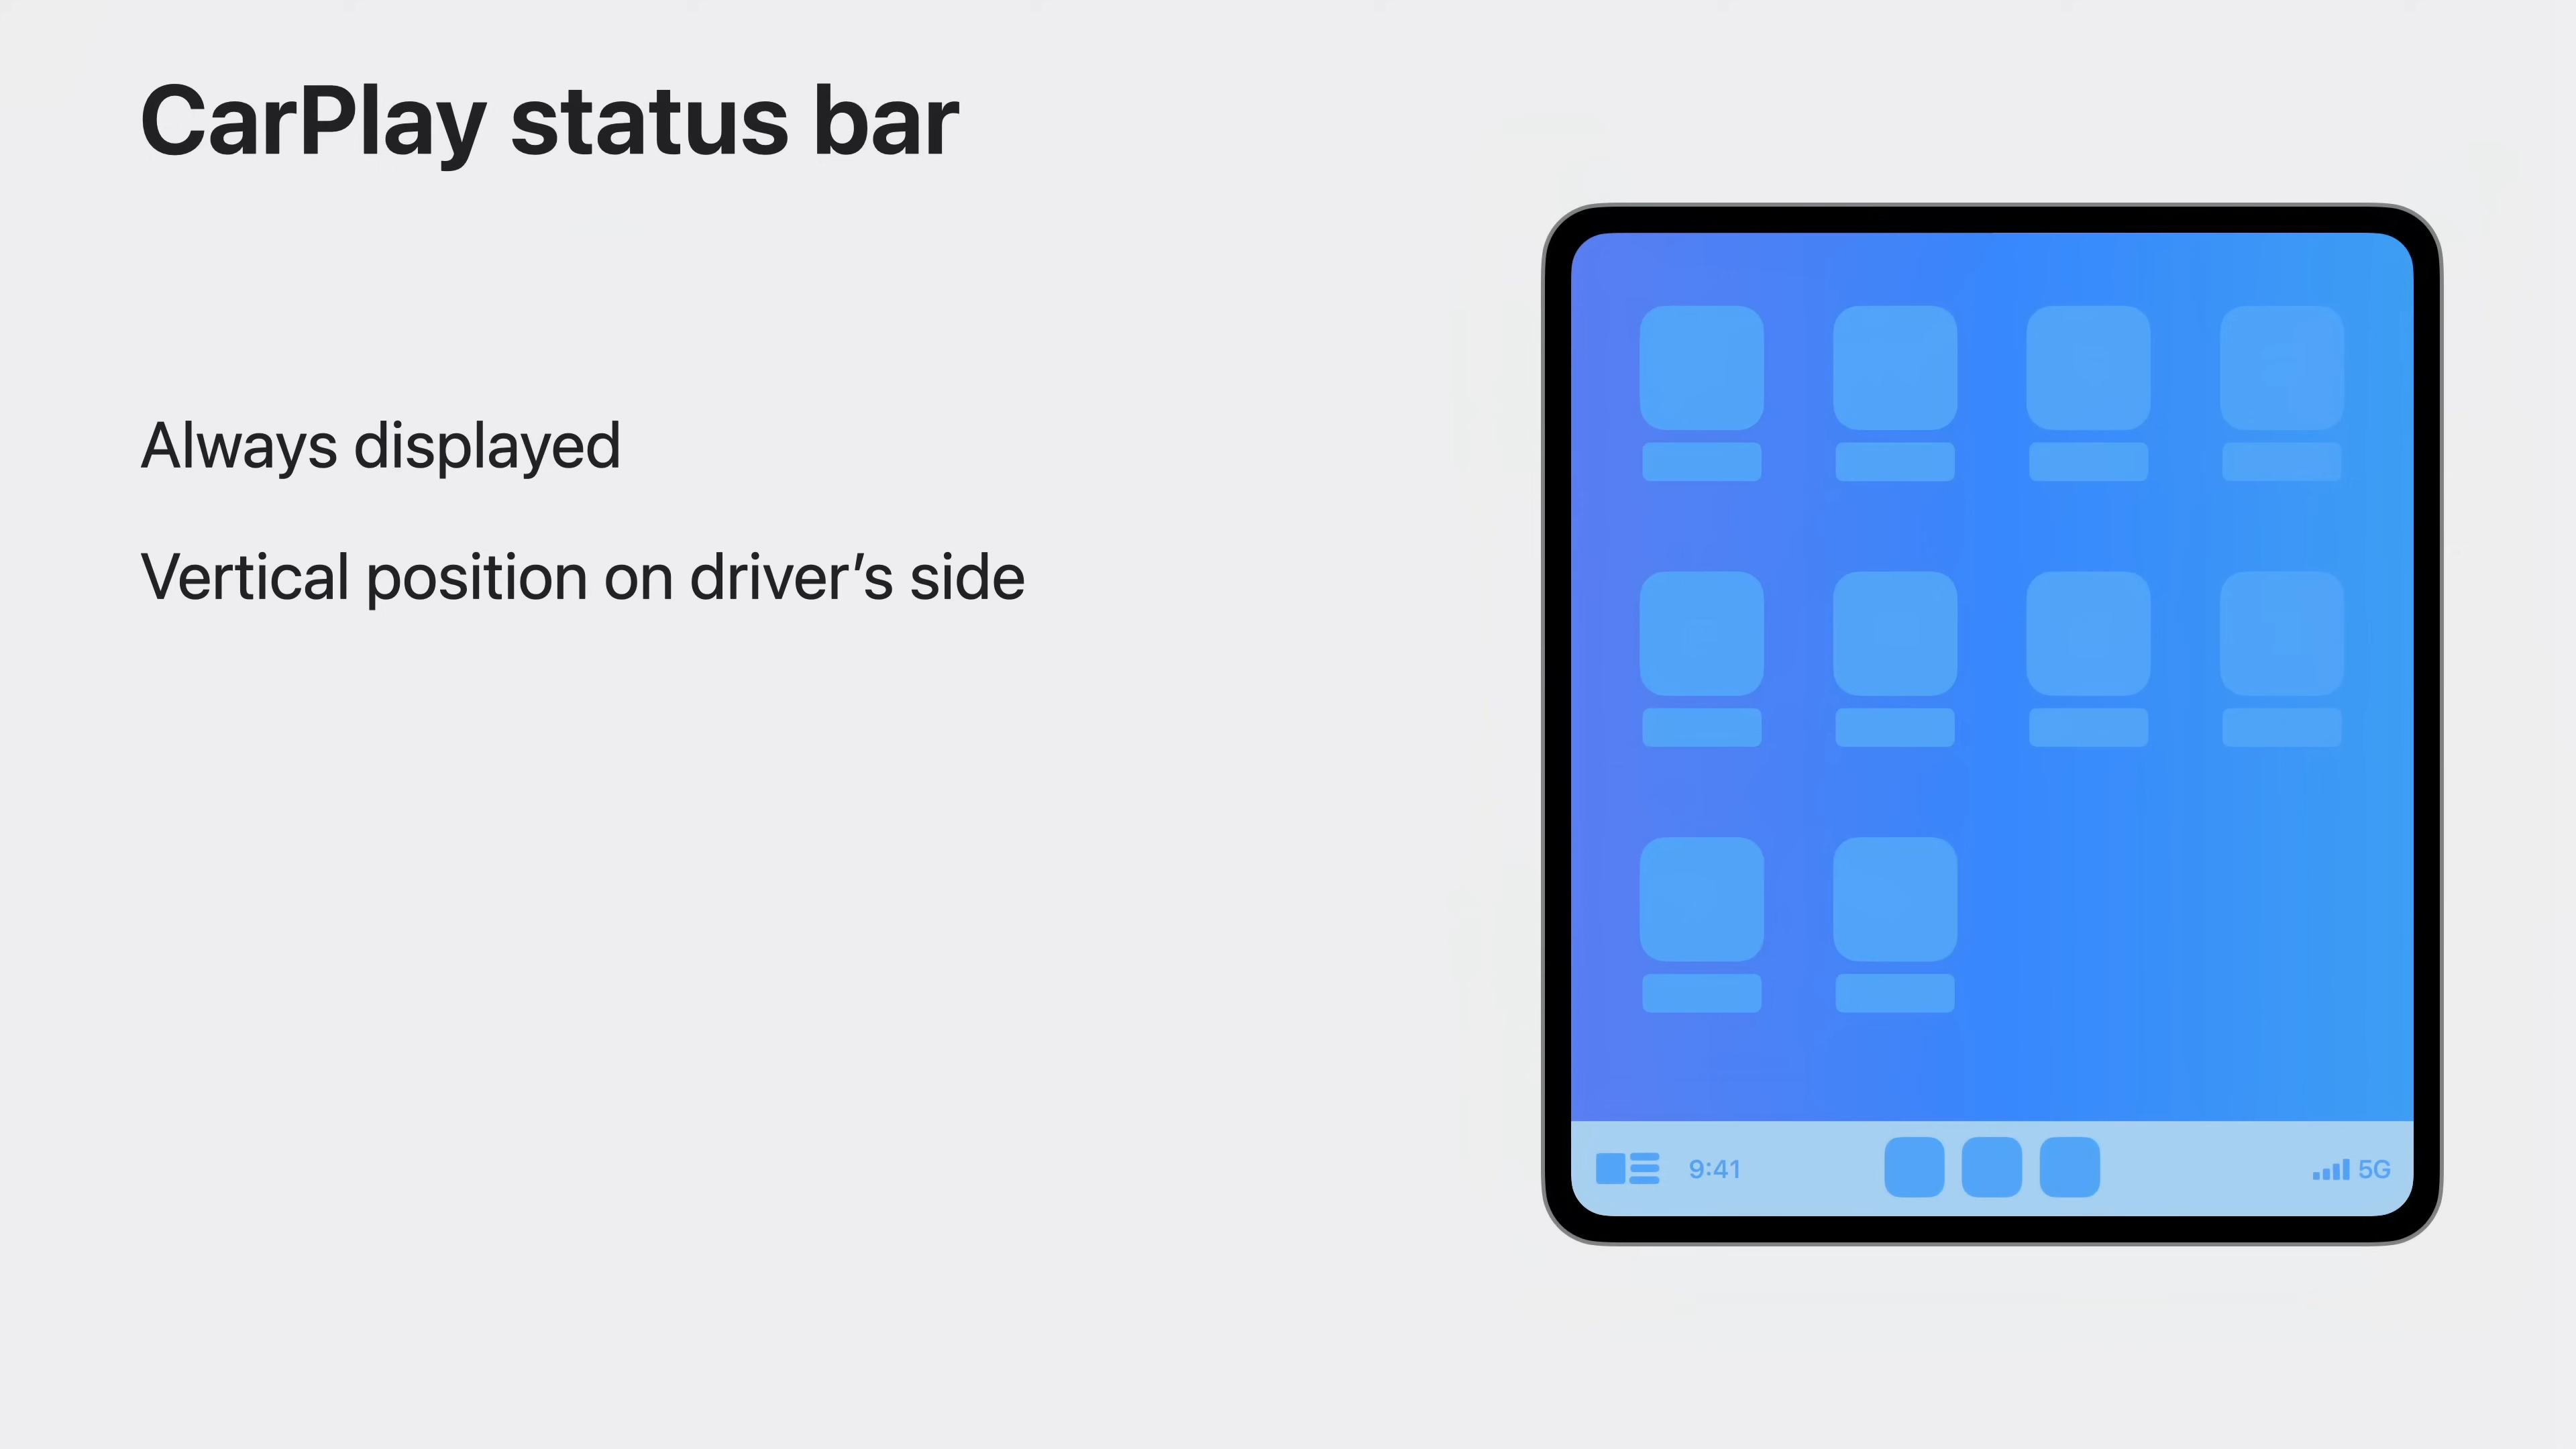 CarPlay status bar
Always displayed
Vertical position on driver’s side
9:41
5G